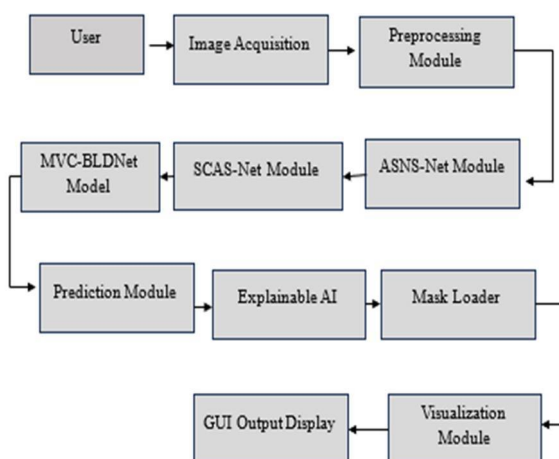 User
Image Acquisition
Preprocessing
Module
ASNS-Net Module
SCAS-Net Module
MVC-BLDNet
Model
Prediction Module
Explainable AI
Mask Loader
Visualization
Module
GUI Output Display